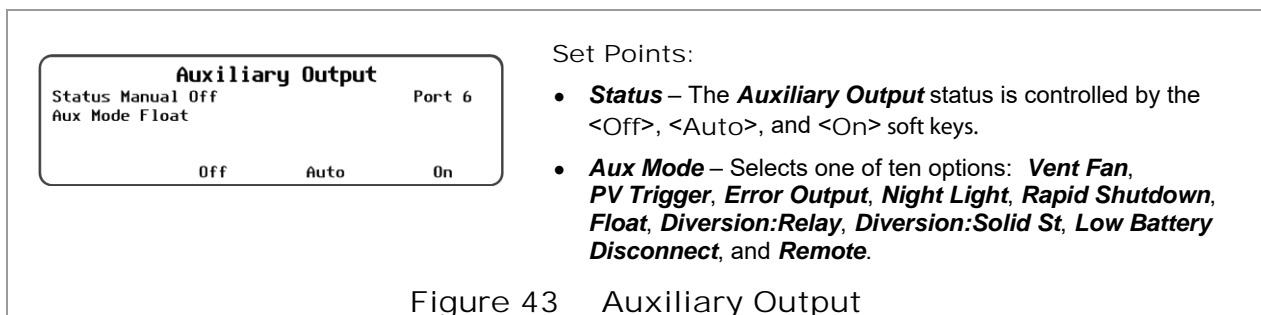 Auxiliary Output
Status Manual Off Port 6
Aux Mode Float
Off Auto On
Set Points:
• Status – The Auxiliary Output status is controlled by the
<Off>, <Auto>, and <On> soft keys.
• Aux Mode – Selects one of ten options: Vent Fan,
PV Trigger, Error Output, Night Light, Rapid Shutdown,
Float, Diversion:Relay, Diversion:Solid St, Low Battery
Disconnect, and Remote.
Figure 43 Auxiliary Output